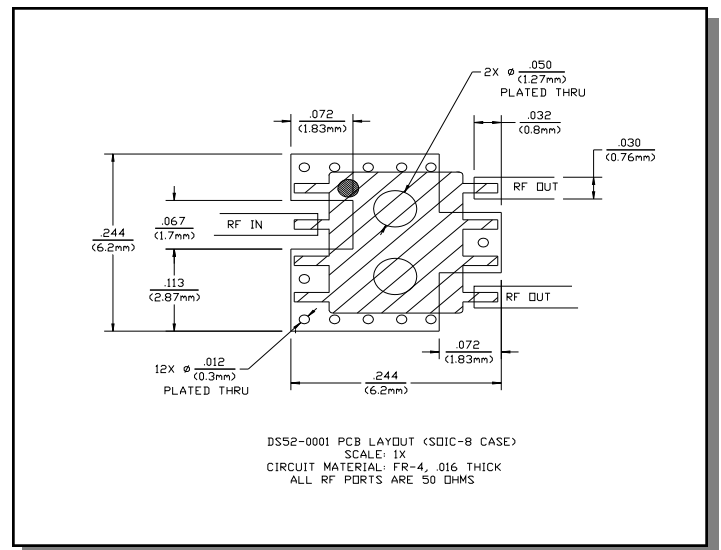 2X ⌀ .050
(1.27mm)
PLATED THRU
.072
(1.83mm)
.032
(0.8mm)
.030
(0.76mm)
RF OUT
RF IN
.067
(1.7mm)
.244
(6.2mm)
.113
(2.87mm)
RF OUT
.072
(1.83mm)
12X ⌀ .012
(0.3mm)
PLATED THRU
.244
(6.2mm)
DS52-0001 PCB LAYOUT (SOIC-8 CASE)
SCALE: 1X
CIRCUIT MATERIAL: FR-4, .016 THICK
ALL RF PORTS ARE 50 OHMS